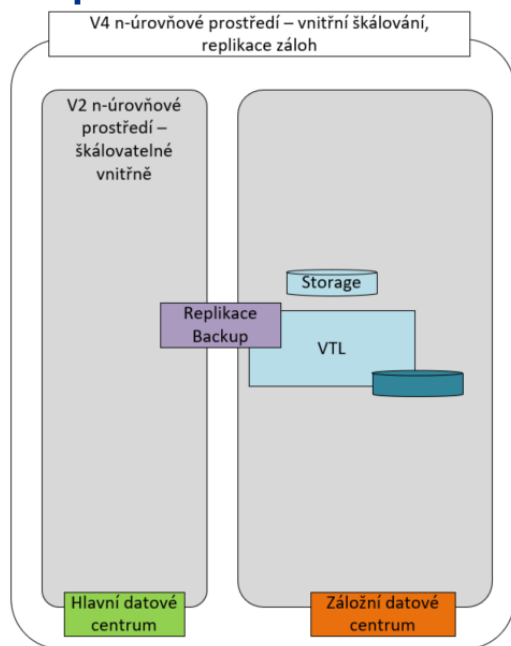 V4 n-úrovňové prostředí – vnitřní škálování,
replikace záloh
V2 n-úrovňové
prostředí –
škálovatelné
vnitřně
Storage
Replikace
Backup
VTL
Hlavní datové
centrum
Záložní datové
centrum